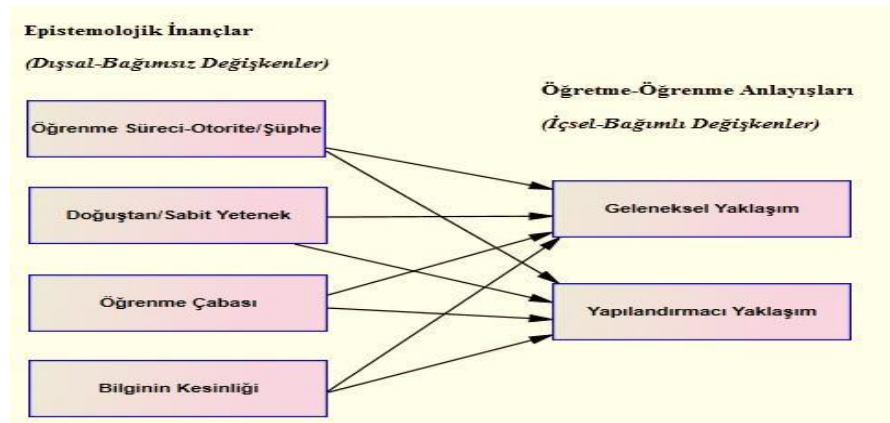 Epistemolojik İnançlar
(Dışsal-Bağımsız Değişkenler)
Öğrenme Süreci-Otorite/Şüphe
Doğuştan/Sabit Yetenek
Öğrenme Çabası
Bilginin Kesinliği
Öğretme-Öğrenme Anlayışları
(İçsel-Bağımlı Değişkenler)
Geleneksel Yaklaşım
Yapılandırmacı Yaklaşım